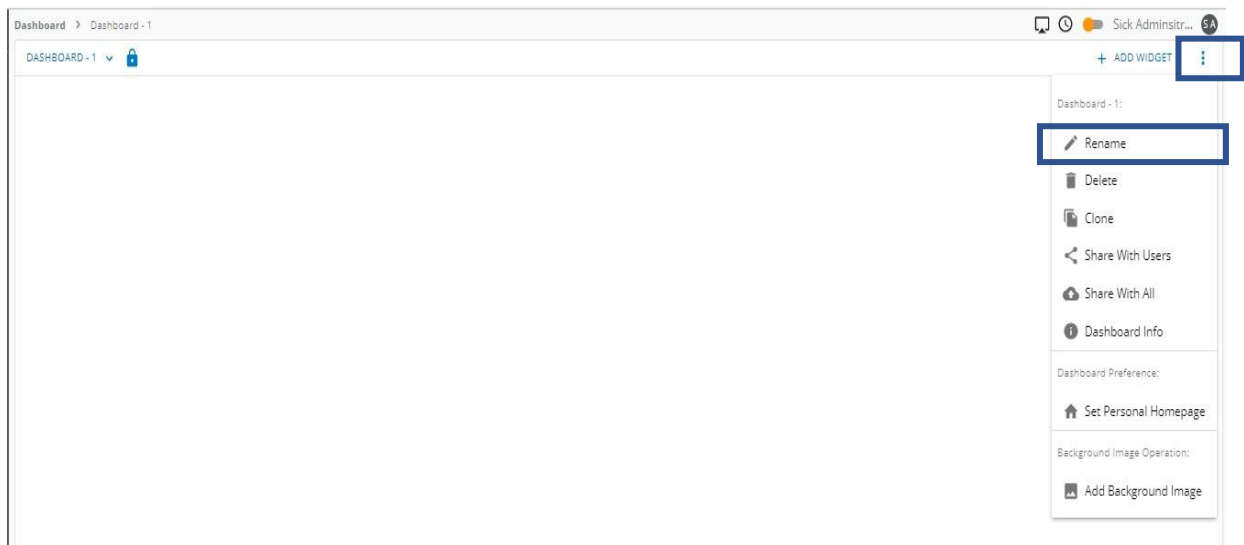 Dashboard > Dashboard - 1
Sick Adminsitr... SA
DASHBOARD - 1
+ ADD WIDGET
Dashboard - 1:
Rename
Delete
Clone
Share With Users
Share With All
Dashboard Info
Dashboard Preference:
Set Personal Homepage
Background Image Operation:
Add Background Image